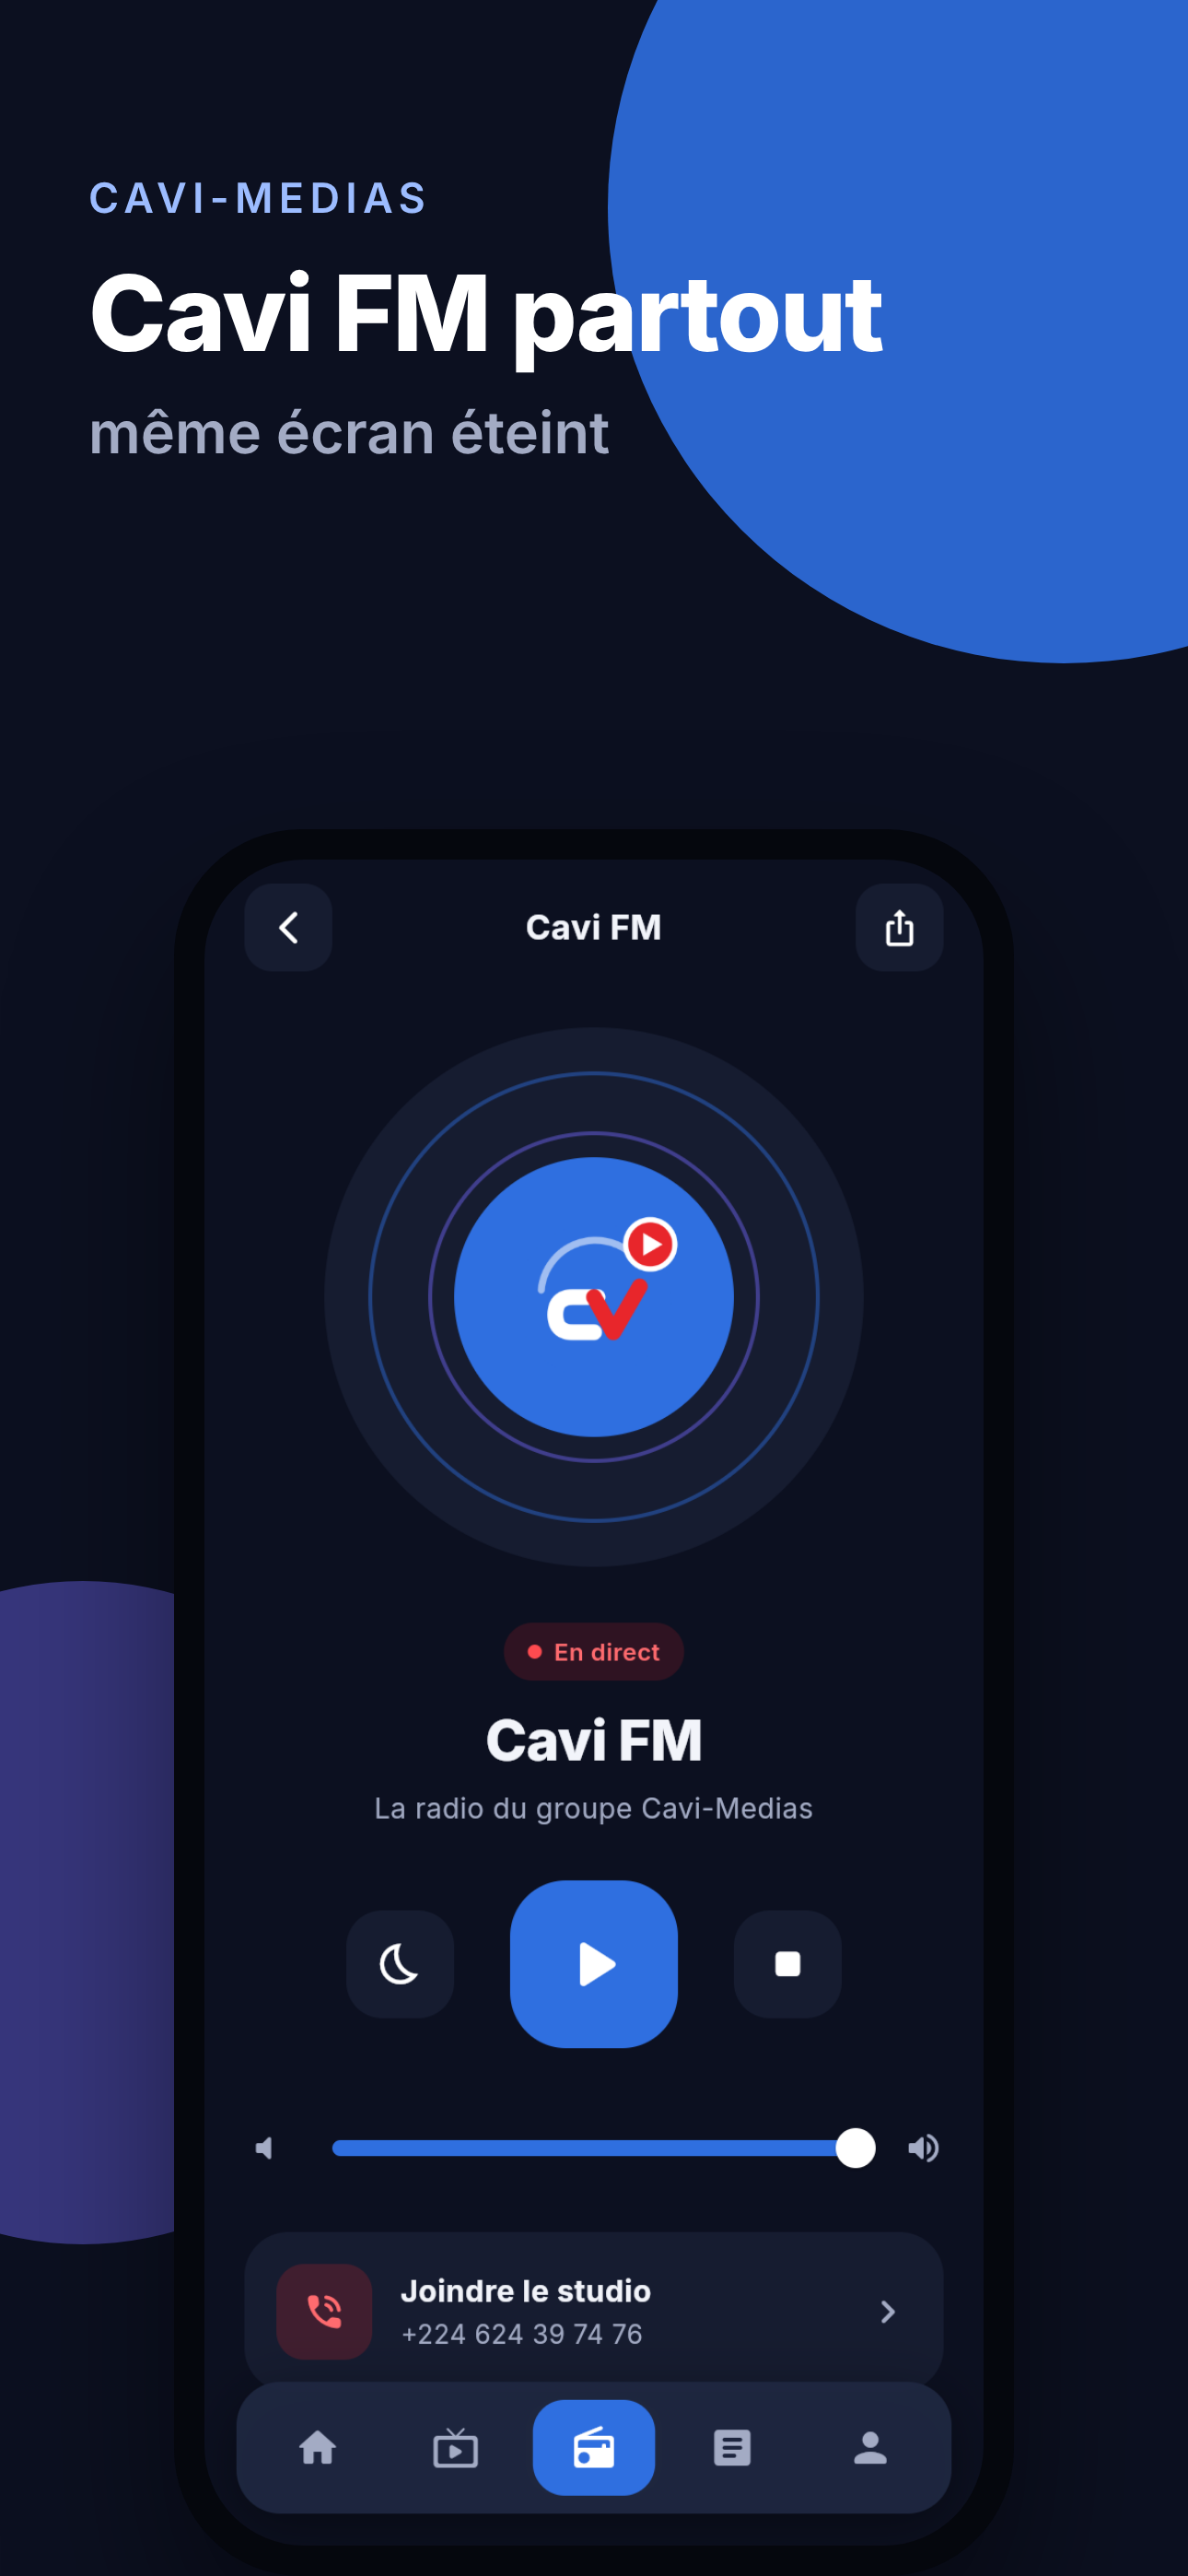 CAVI-MEDIAS
Cavi FM partout
même écran éteint
Cavi FM
CV
En direct
Cavi FM
La radio du groupe Cavi-Medias
Joindre le studio
+224 624 39 74 76